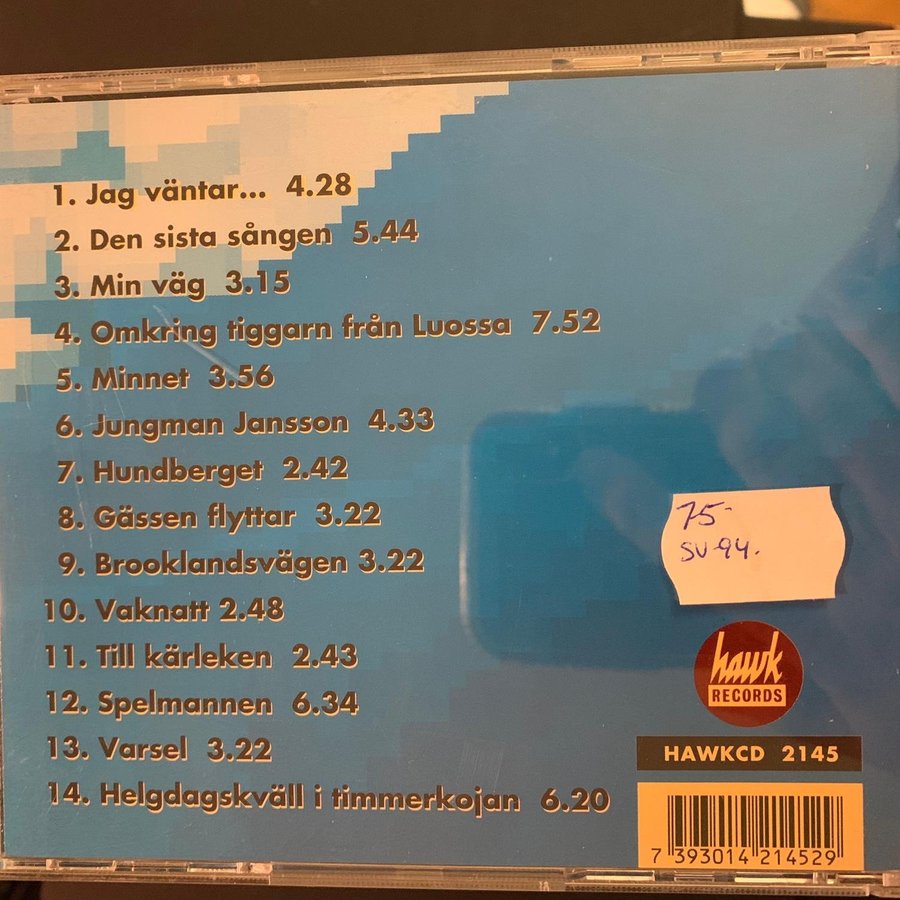 1. Jag väntar... 4.28
2. Den sista sången 5.44
3. Min väg 3.15
4. Omkring tiggarn från Luossa 7.52
5. Minnet 3.56
6. Jungman Jansson 4.33
7. Hundberget 2.42
8. Gässen flyttar 3.22
9. Brooklandsvägen 3.22
10. Vaknatt 2.48
11. Till kärleken 2.43
12. Spelmannen 6.34
13. Varsel 3.22
14. Helgdagskväll i timmerkojan 6.20
75-
SV-94.
hawk
RECORDS
HAWKCD 2145
7 393014 214529